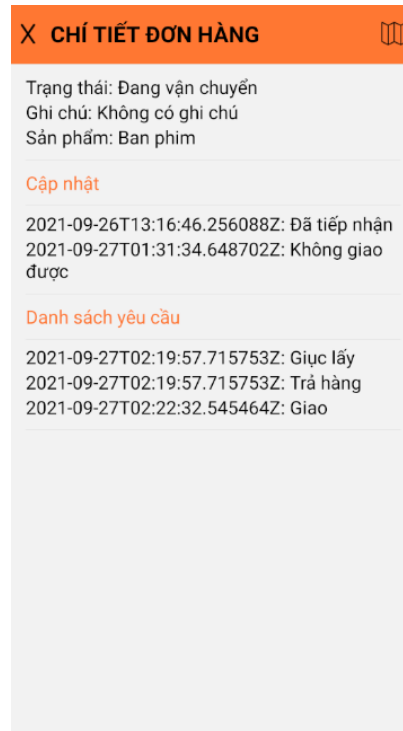 X CHÍ TIẾT ĐƠN HÀNG
Trạng thái: Đang vận chuyển
Ghi chú: Không có ghi chú
Sản phẩm: Ban phim
Cập nhật
2021-09-26T13:16:46.256088Z: Đã tiếp nhận
2021-09-27T01:31:34.648702Z: Không giao
được
Danh sách yêu cầu
2021-09-27T02:19:57.715753Z: Giục lấy
2021-09-27T02:19:57.715753Z: Trả hàng
2021-09-27T02:22:32.545464Z: Giao